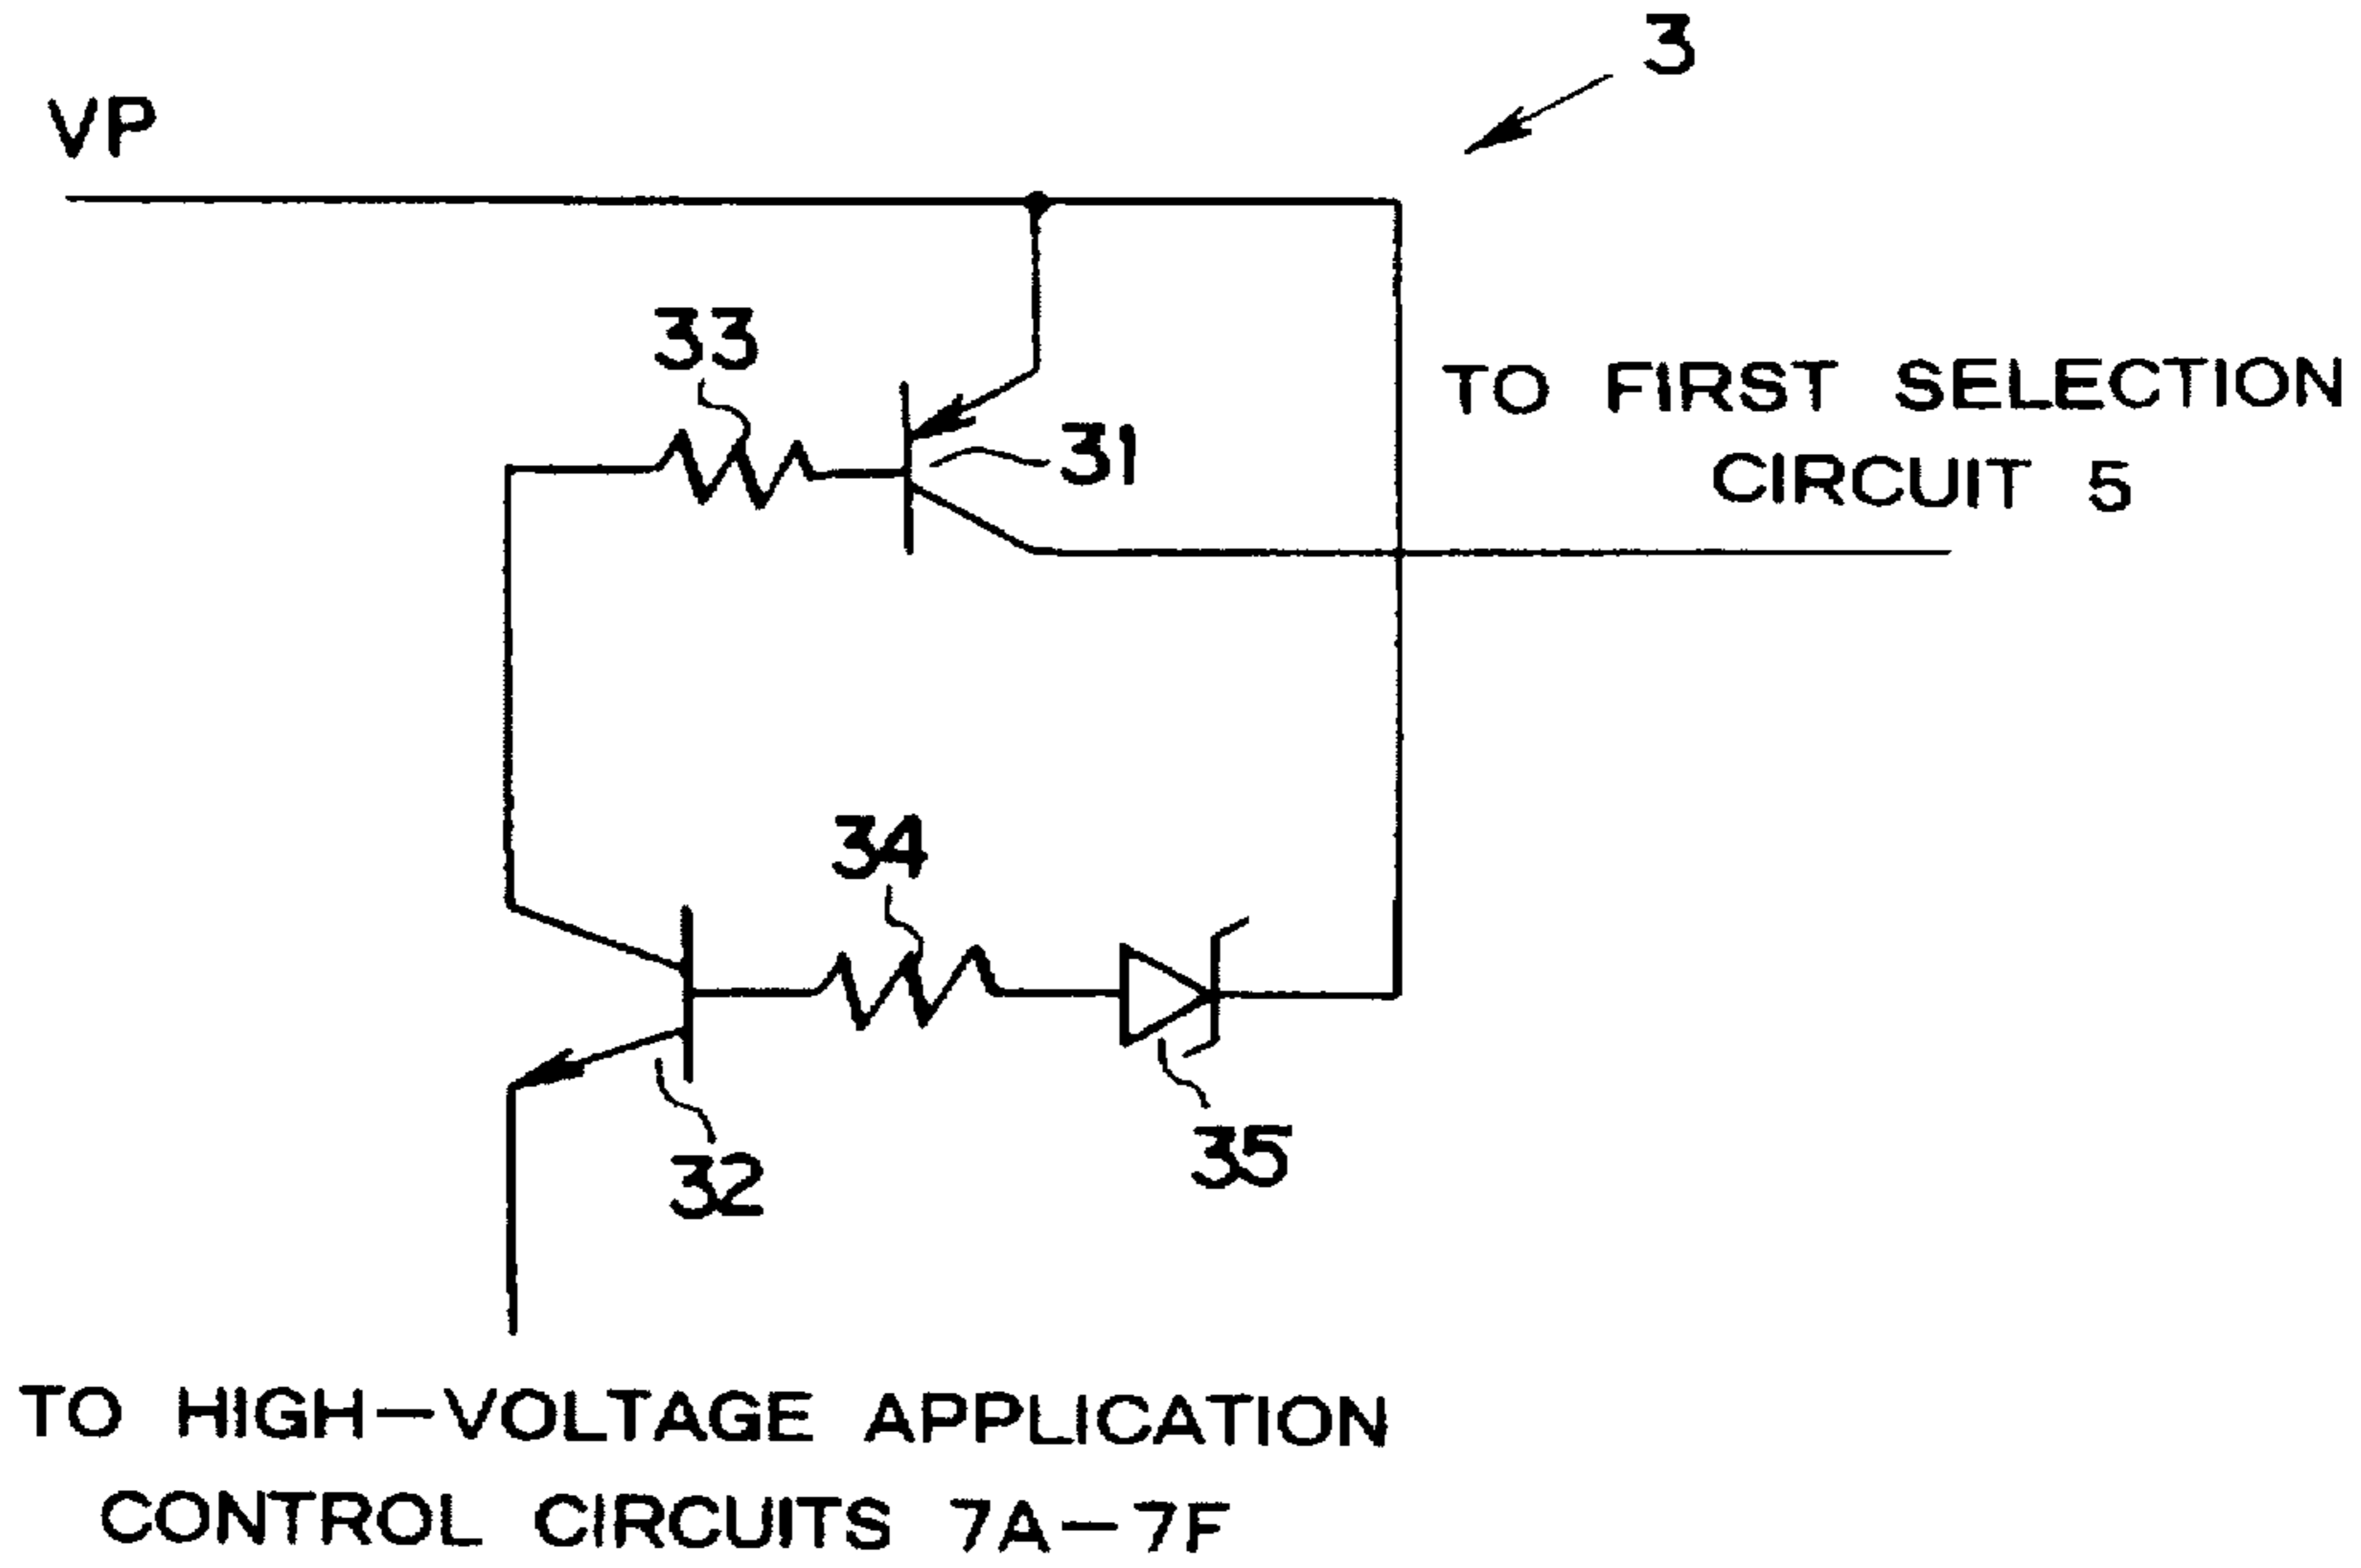 3
VP
33
TO FIRST SELECTION
31
CIRCUIT 5
34
35
32
TO HIGH-VOLTAGE APPLICATION
CONTROL CIRCUITS 7A-7F